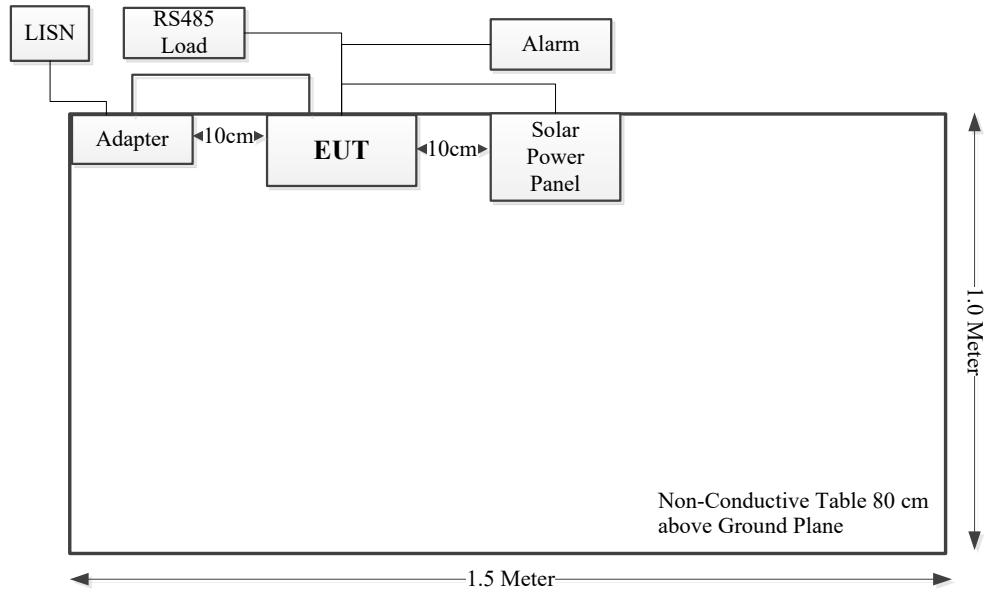 LISN
RS485
Load
Alarm
Adapter
10cm
EUT
10cm
Solar
Power
Panel
1.0 Meter
Non-Conductive Table 80 cm
above Ground Plane
1.5 Meter